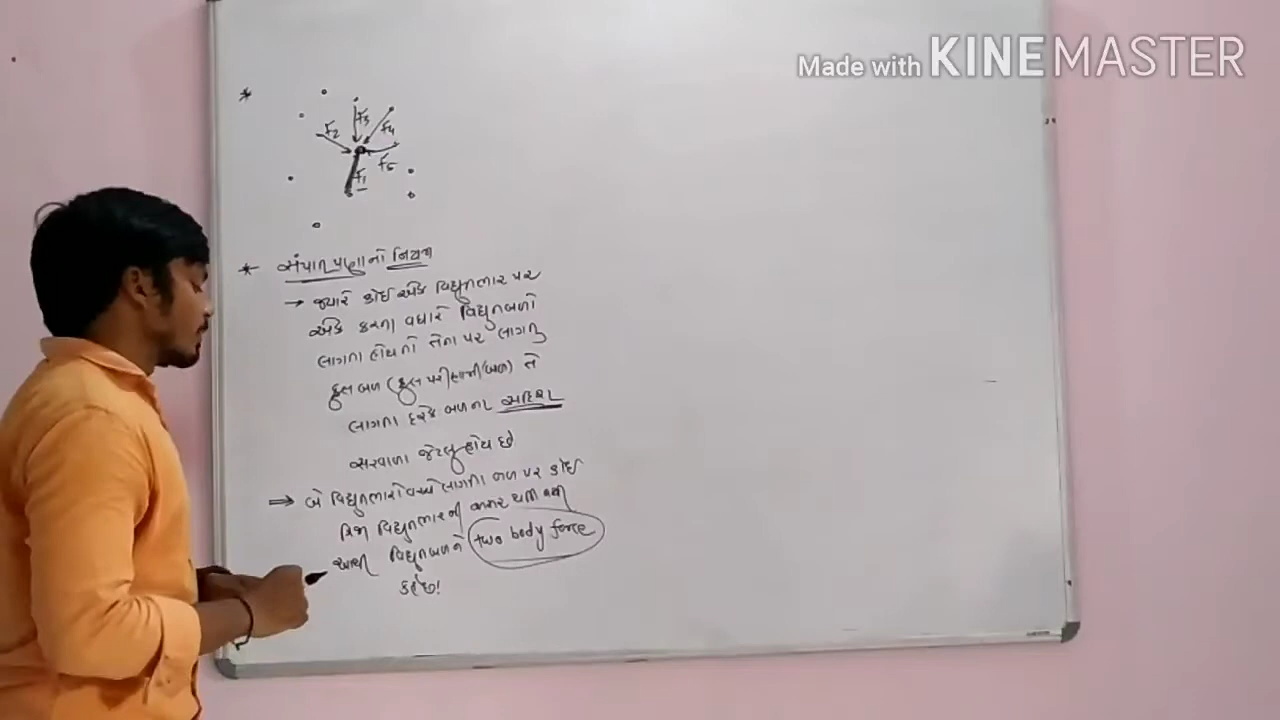 Made with KINEMASTER
F3
F2
F4
F5
F1
સંપાતપણાનો નિયમ
→ જ્યારે કોઈ એક વિદ્યુતભાર પર
એક કરતા વધારે વિદ્યુતબળો
લાગતા હોય તો તેના પર લાગતુ
કુલ બળ (કુલ પરીણામી બળ) તે
લાગતા દરેક બળના સદિશ
સરવાળા જેટલુ હોય છે
⇒ બે વિદ્યુતભારો વચ્ચે લાગતા બળ પર કોઈ
ત્રિજા વિદ્યુતભાર ની અસર થતી નથી
આથી વિદ્યુતબળને two body force
કહે છે!